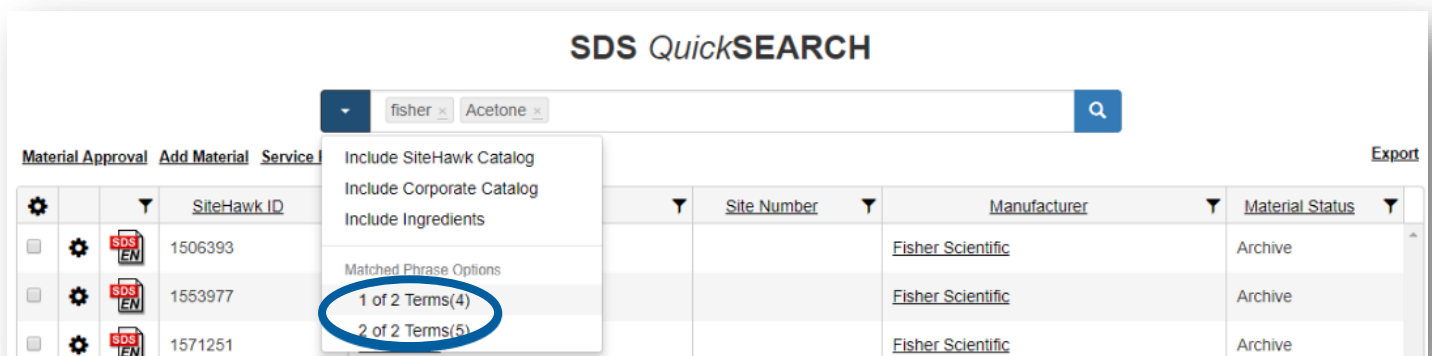 SDS QuickSEARCH
fisher × Acetone ×
Material Approval Add Material Service
Export
Include SiteHawk Catalog
Include Corporate Catalog
Include Ingredients
Matched Phrase Options
1 of 2 Terms(4)
2 of 2 Terms(5)
SiteHawk ID Site Number Manufacturer Material Status
SDS EN 1506393 Fisher Scientific Archive
SDS EN 1553977 Fisher Scientific Archive
SDS EN 1571251 Fisher Scientific Archive